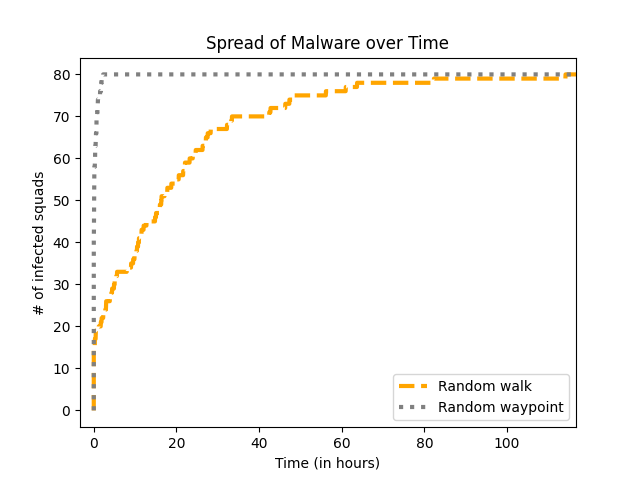 Spread of Malware over Time
80
70
60
50
40
30
20
10
0
# of infected squads
0 20 40 60 80 100
Time (in hours)
Random walk
Random waypoint